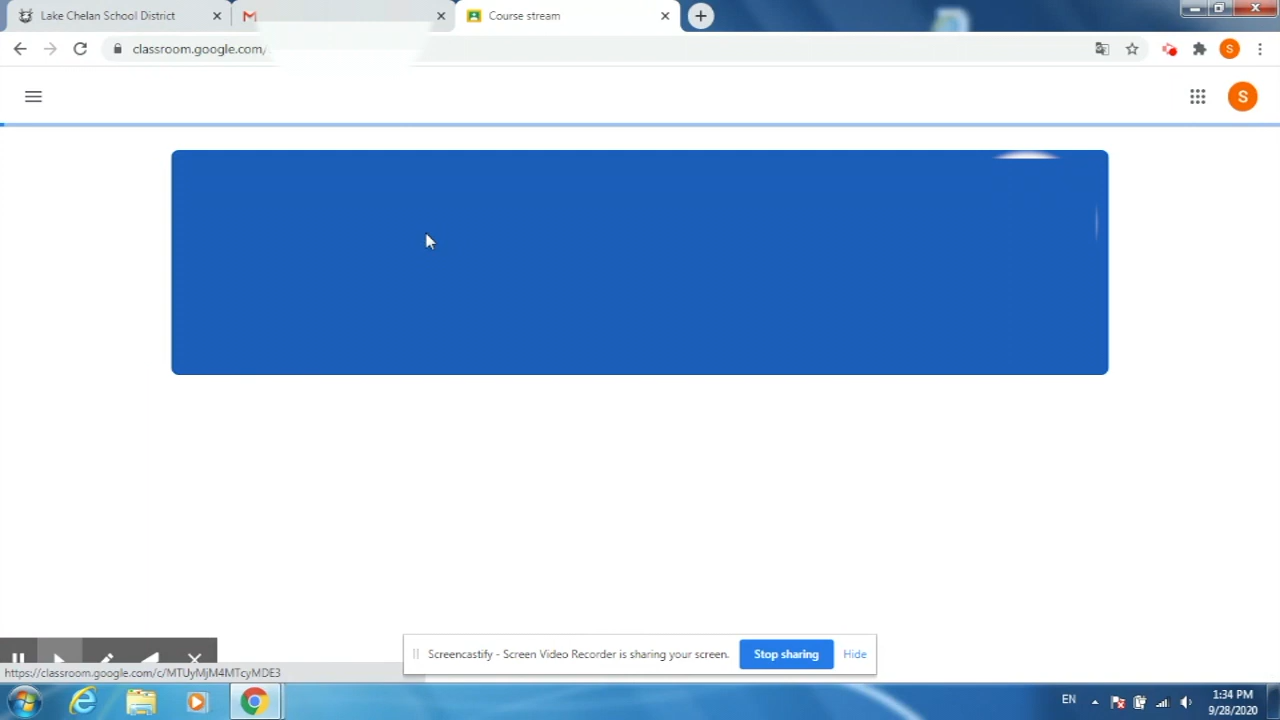 Lake Chelan School District
Course stream
classroom.google.com/
S
S
Screencastify - Screen Video Recorder is sharing your screen.
Stop sharing
Hide
https://classroom.google.com/c/MTUyMjM4MTcyMDE3
EN
1:34 PM
9/28/2020